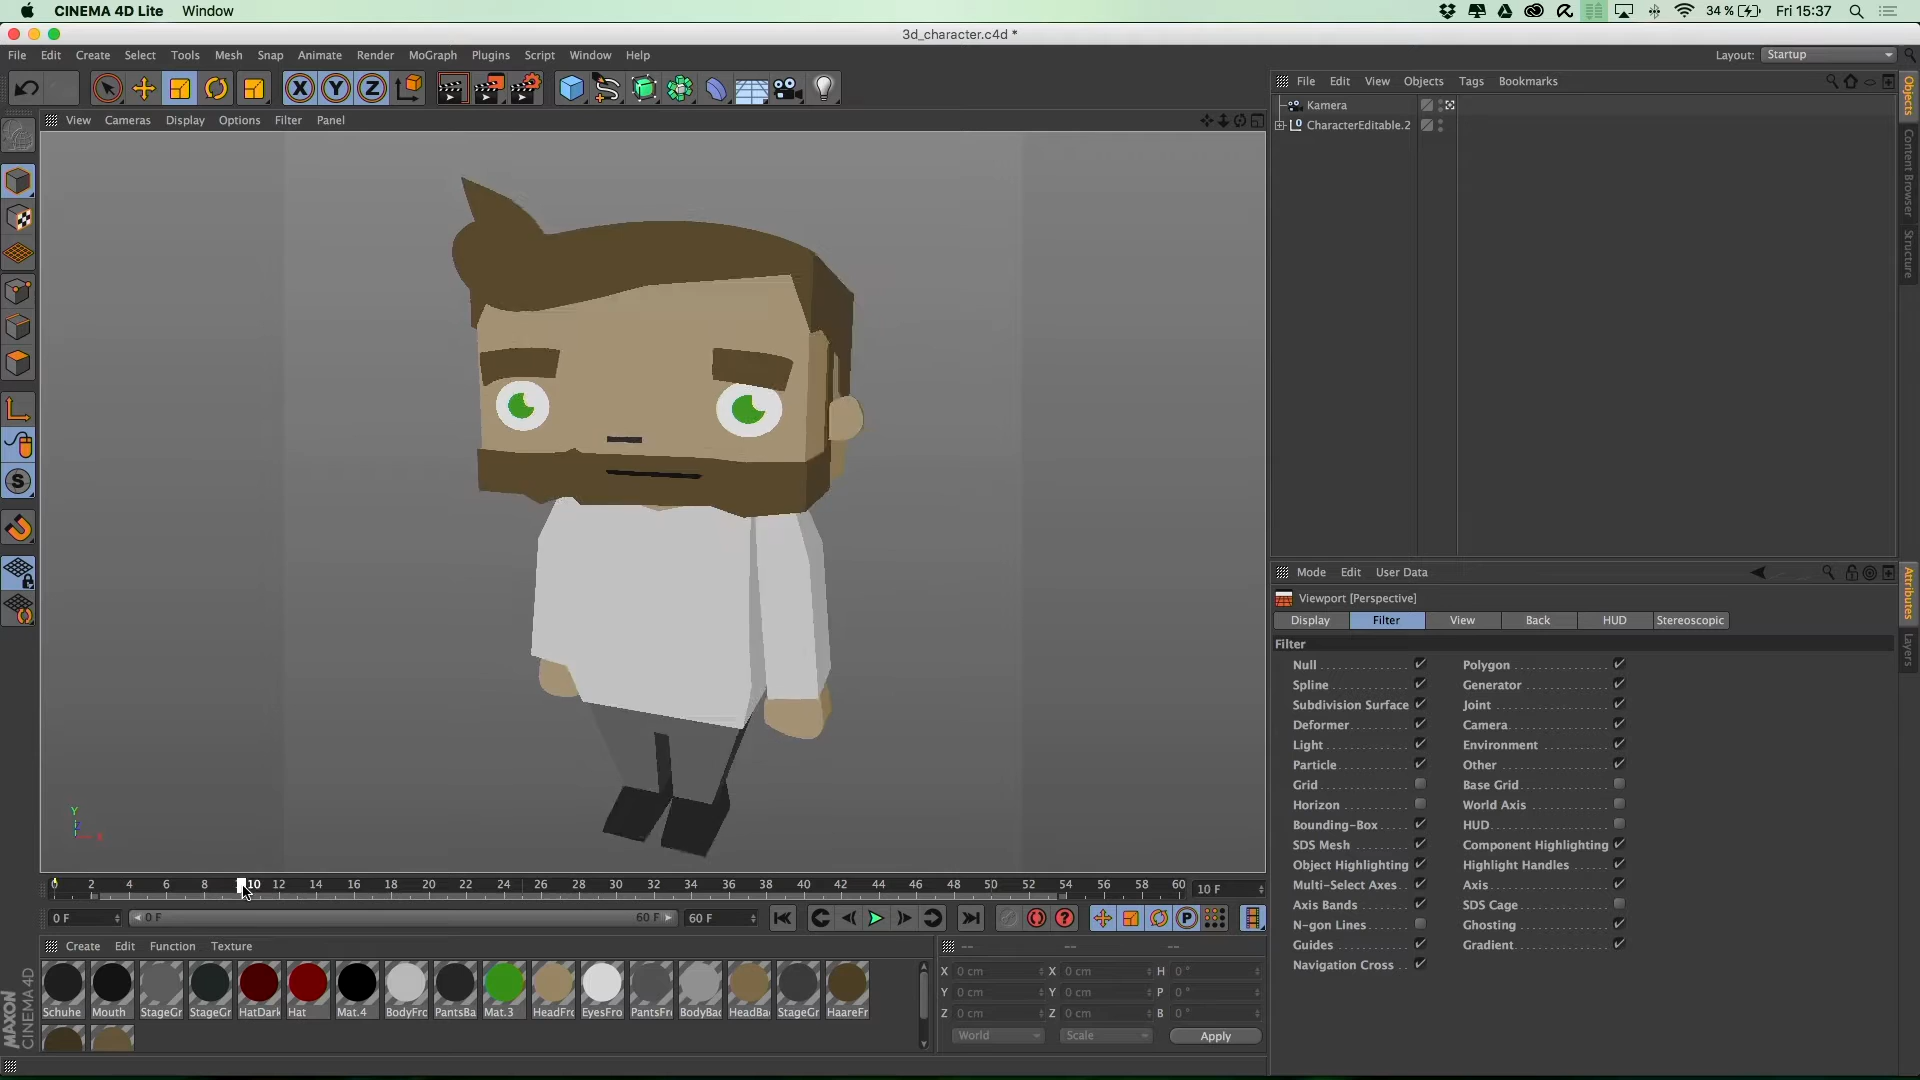 CINEMA 4D Lite Window
34 % Fri 15:37
3d_character.c4d *
File Edit Create Select Tools Mesh Snap Animate Render MoGraph Plugins Script Window Help
Layout: Startup
X Y Z
File Edit View Objects Tags Bookmarks
View Cameras Display Options Filter Panel
Kamera
CharacterEditable.2
Objects
Content Browser
Structure
Mode Edit User Data
Viewport [Perspective]
Display Filter View Back HUD Stereoscopic
Filter
Null Polygon
Spline Generator
Subdivision Surface Joint
Deformer Camera
Light Environment
Particle Other
Grid Base Grid
Horizon World Axis
Bounding-Box HUD
SDS Mesh Component Highlighting
Object Highlighting Highlight Handles
Multi-Select Axes Axis
Axis Bands SDS Cage
N-gon Lines Ghosting
Guides Gradient
Navigation Cross
Attributes
Layers
Y
Z
X
0 2 4 6 8 10 12 14 16 18 20 22 24 26 28 30 32 34 36 38 40 42 44 46 48 50 52 54 56 58 60 10 F
0 F 0 F 60 F 60 F
P
Create Edit Function Texture
Schuhe Mouth StageGr StageGr HatDark Hat Mat.4 BodyFro PantsBa Mat.3 HeadFro EyesFro PantsFro BodyBac HeadBac StageGr HaareFr
-- -- --
X 0 cm X 0 cm H 0 °
Y 0 cm Y 0 cm P 0 °
Z 0 cm Z 0 cm B 0 °
World Scale Apply
MAXON
CINEMA 4D